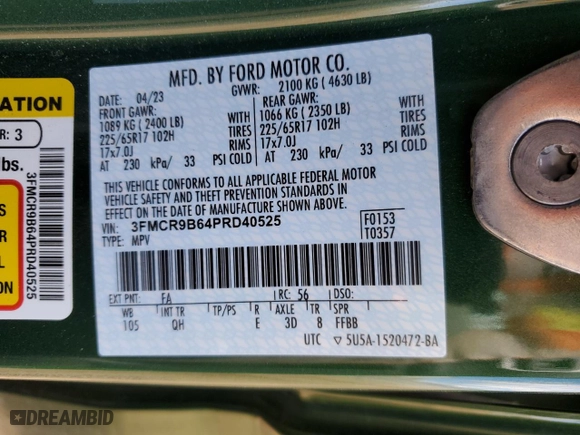 ATION
R: 3
lbs.
S
R
L
ION
3FMCR9B64PRD40525
MFD. BY FORD MOTOR CO.
GVWR: 2100 KG ( 4630 LB)
DATE: 04/23
FRONT GAWR:
1089 KG ( 2400 LB) WITH
225/65R17 102H TIRES
17x7.0J RIMS
AT 230 kPa/ 33 PSI COLD
REAR GAWR:
1066 KG ( 2350 LB) WITH
225/65R17 102H TIRES
17x7.0J RIMS
AT 230 kPa/ 33 PSI COLD
THIS VEHICLE CONFORMS TO ALL APPLICABLE FEDERAL MOTOR
VEHICLE SAFETY AND THEFT PREVENTION STANDARDS IN
EFFECT ON THE DATE OF MANUFACTURE SHOWN ABOVE.
VIN: 3FMCR9B64PRD40525
TYPE: MPV
F0153
T0357
EXT PNT: FA RC: 56 DSO:
WB INT TR TP/PS R AXLE TR SPR
105 QH E 3D 8 FFBB
UTC ▽ 5U5A-1520472-BA
DREAMBID